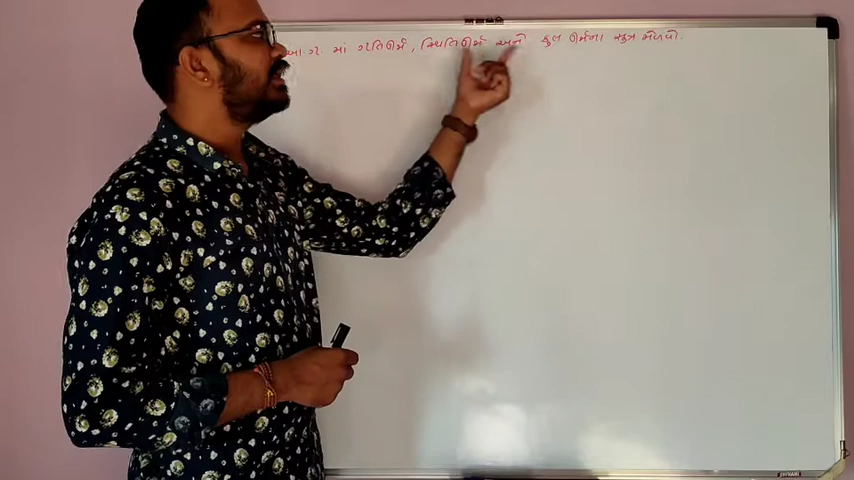 આ.ગ. માં ગતિઊર્જા, સ્થિતિઊર્જા અને કુલ ઊર્જાના સૂત્ર મેળવો.